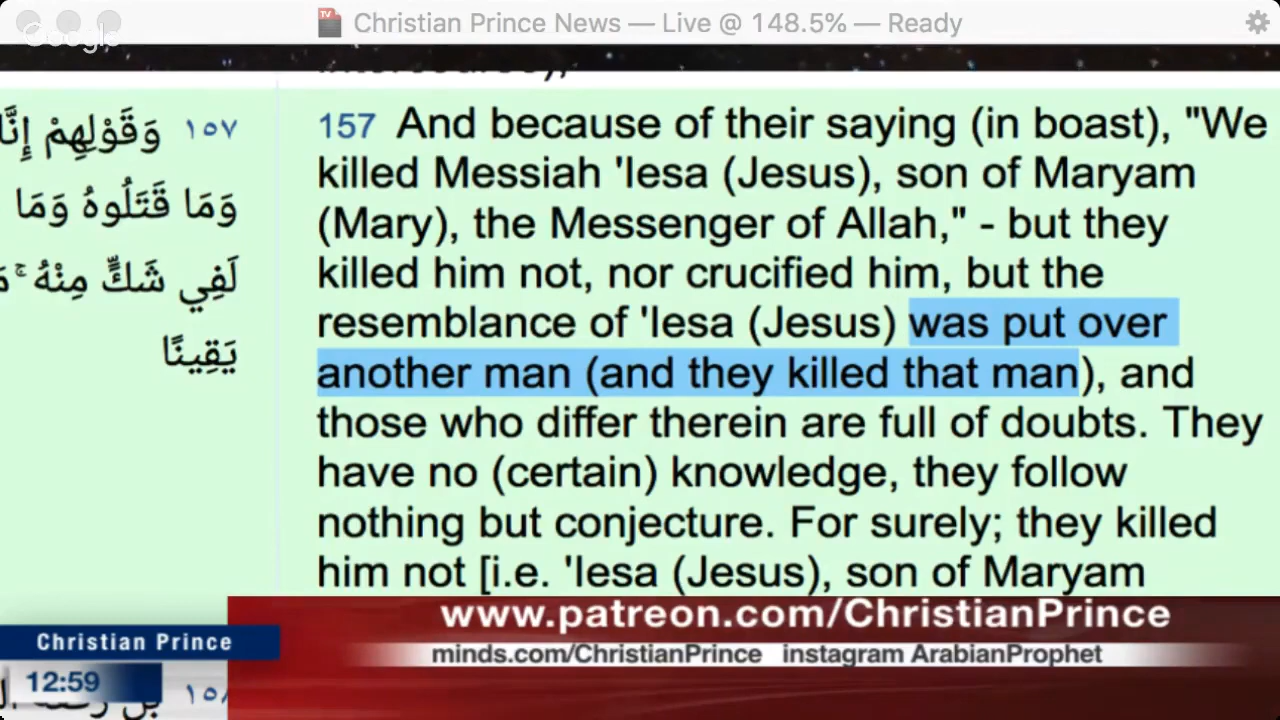 Christian Prince News — Live @ 148.5% — Ready
Google
١٥٧ وَقَوْلِهِمْ إِنَّا
وَمَا قَتَلُوهُ وَمَا
لَفِي شَكٍّ مِنْهُ ۚ
يَقِينًا
157 And because of their saying (in boast), "We
killed Messiah 'Iesa (Jesus), son of Maryam
(Mary), the Messenger of Allah," - but they
killed him not, nor crucified him, but the
resemblance of 'Iesa (Jesus) was put over
another man (and they killed that man), and
those who differ therein are full of doubts. They
have no (certain) knowledge, they follow
nothing but conjecture. For surely; they killed
him not [i.e. 'Iesa (Jesus), son of Maryam
www.patreon.com/ChristianPrince
Christian Prince
minds.com/ChristianPrince instagram ArabianProphet
12:59